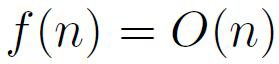 f(n) = O(n)